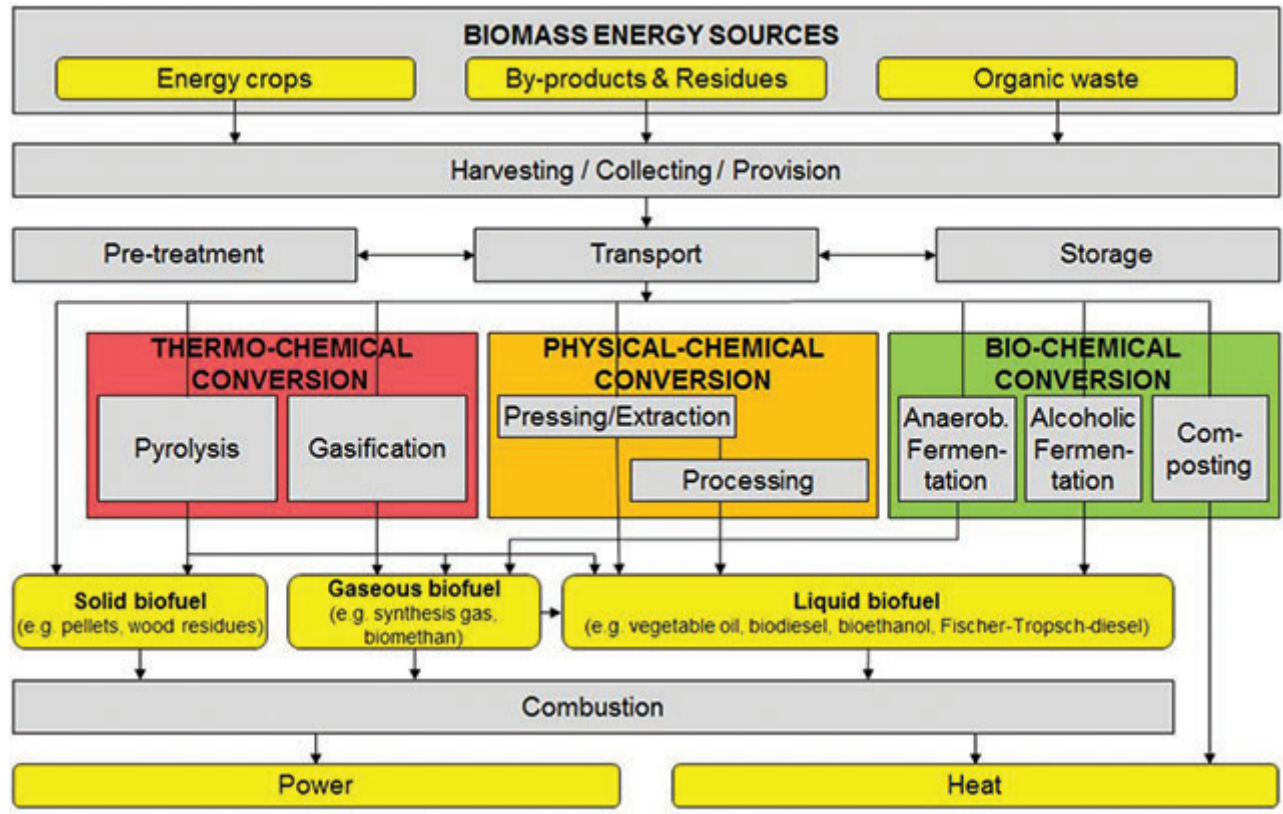 BIOMASS ENERGY SOURCES
Energy crops
By-products & Residues
Organic waste
Harvesting / Collecting / Provision
Pre-treatment
Transport
Storage
THERMO-CHEMICAL
CONVERSION
PHYSICAL-CHEMICAL
CONVERSION
BIO-CHEMICAL
CONVERSION
Pyrolysis
Gasification
Pressing/Extraction
Processing
Anaerob.
Fermen-
tation
Alcoholic
Fermen-
tation
Com-
posting
Solid biofuel
(e.g. pellets, wood residues)
Gaseous biofuel
(e.g. synthesis gas,
biomethan)
Liquid biofuel
(e.g. vegetable oil, biodiesel, bioethanol, Fischer-Tropsch-diesel)
Combustion
Power
Heat